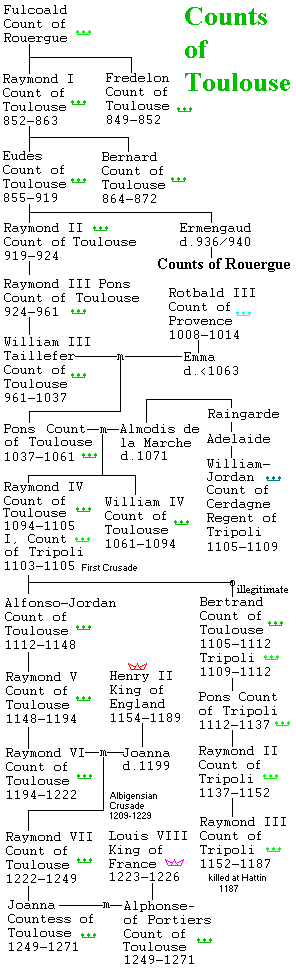 Counts
of
Toulouse
Fulcoald
Count of
Rouergue
Raymond I
Count of
Toulouse
852-863
Fredelon
Count of
Toulouse
849-852
Eudes
Count of
Toulouse
855-919
Bernard
Count of
Toulouse
864-872
Raymond II
Count of Toulouse
919-924
Ermengaud
d.936/940
Counts of Rouergue
Raymond III Pons
Count of Toulouse
924-961
Rotbald III
Count of
Provence
1008-1014
William III
Taillefer
Count of
Toulouse
961-1037
m
Emma
d.<1063
Pons Count
of Toulouse
1037-1061
m
Almodis de
la Marche
d.1071
Raingarde
Adelaide
William-
Jordan
Count of
Cerdagne
Regent of
Tripoli
1105-1109
Raymond IV
Count of
Toulouse
1094-1105
I, Count
of Tripoli
1103-1105
First Crusade
William IV
Count of
Toulouse
1061-1094
illegitimate
Alfonso-Jordan
Count of
Toulouse
1112-1148
Bertrand
Count of
Toulouse
1105-1112
Tripoli
1109-1112
Raymond V
Count of
Toulouse
1148-1194
Henry II
King of
England
1154-1189
Pons Count
of Tripoli
1112-1137
Raymond VI
Count of
Toulouse
1194-1222
m
Joanna
d.1199
Raymond II
Count of
Tripoli
1137-1152
Albigensian
Crusade
1209-1229
Raymond VII
Count of
Toulouse
1222-1249
Louis VIII
King of
France
1223-1226
Raymond III
Count of
Tripoli
1152-1187
killed at Hattin
1187
Joanna
Countess of
Toulouse
1249-1271
m
Alphonse-
of Portiers
Count of
Toulouse
1249-1271